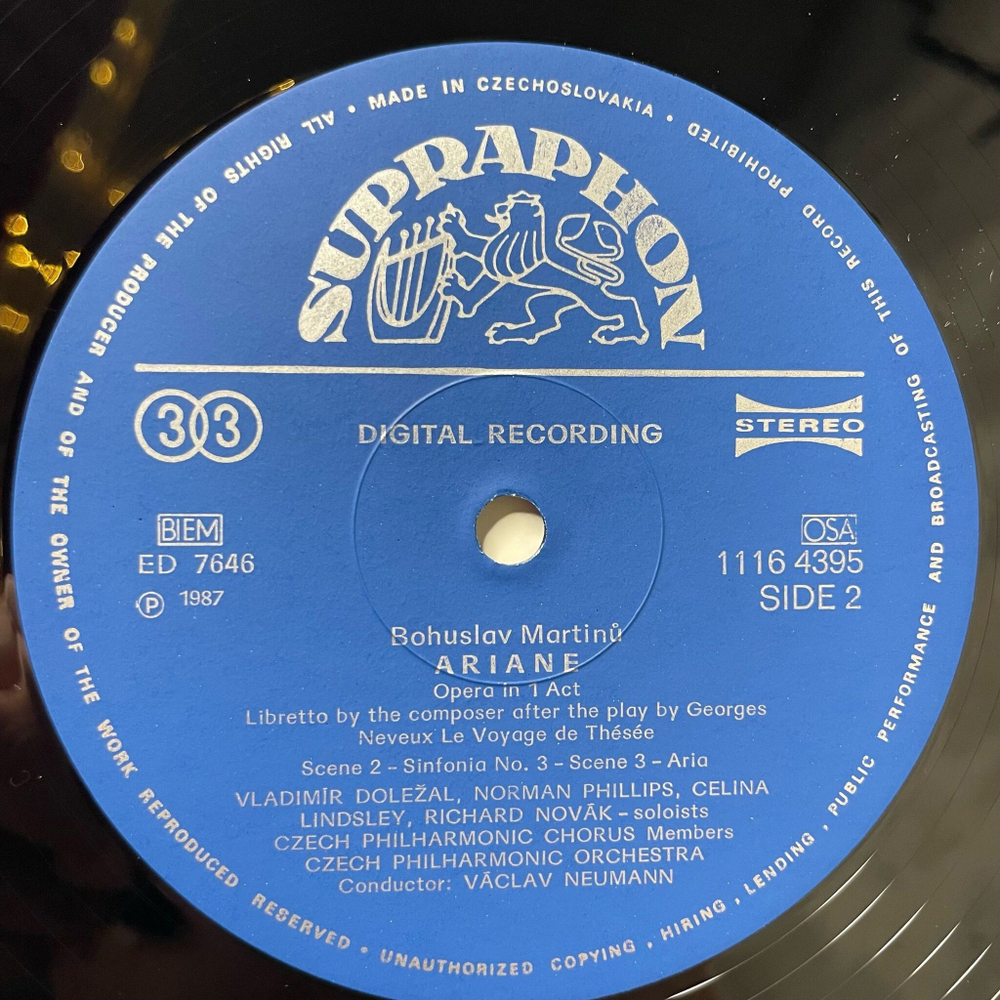 MADE IN CZECHOSLOVAKIA • ALL RIGHTS OF THE PRODUCER AND OF THE OWNER OF THE WORK REPRODUCED RESERVED • UNAUTHORIZED COPYING, HIRING, LENDING, PUBLIC PERFORMANCE AND BROADCASTING OF THIS RECORD PROHIBITED •
SUPRAPHON
33
DIGITAL RECORDING
STEREO
BIEM
OSA
ED 7646
1116 4395
Ⓟ 1987
SIDE 2
Bohuslav Martinů
ARIANE
Opera in 1 Act
Libretto by the composer after the play by Georges
Neveux Le Voyage de Thésée
Scene 2 – Sinfonia No. 3 – Scene 3 – Aria
VLADIMÍR DOLEŽAL, NORMAN PHILLIPS, CELINA
LINDSLEY, RICHARD NOVÁK – soloists
CZECH PHILHARMONIC CHORUS Members
CZECH PHILHARMONIC ORCHESTRA
Conductor: VÁCLAV NEUMANN